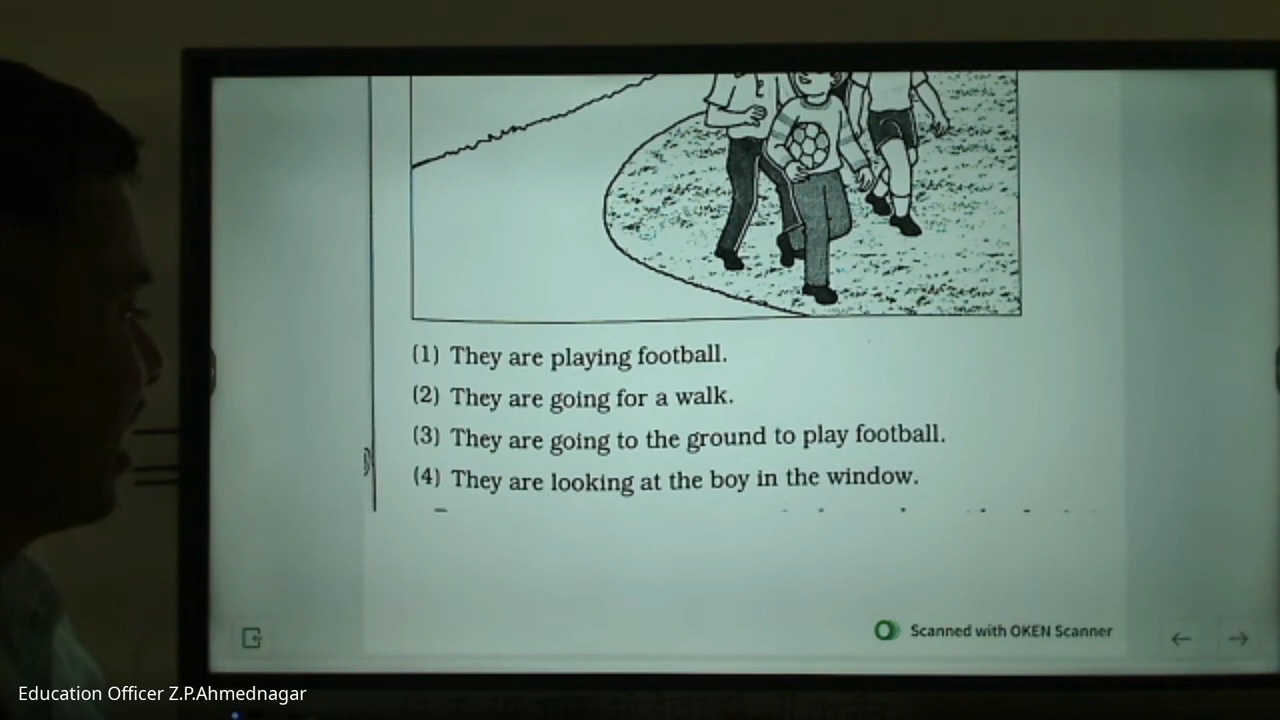 (1) They are playing football.
(2) They are going for a walk.
(3) They are going to the ground to play football.
(4) They are looking at the boy in the window.
Scanned with OKEN Scanner
Education Officer Z.P.Ahmednagar